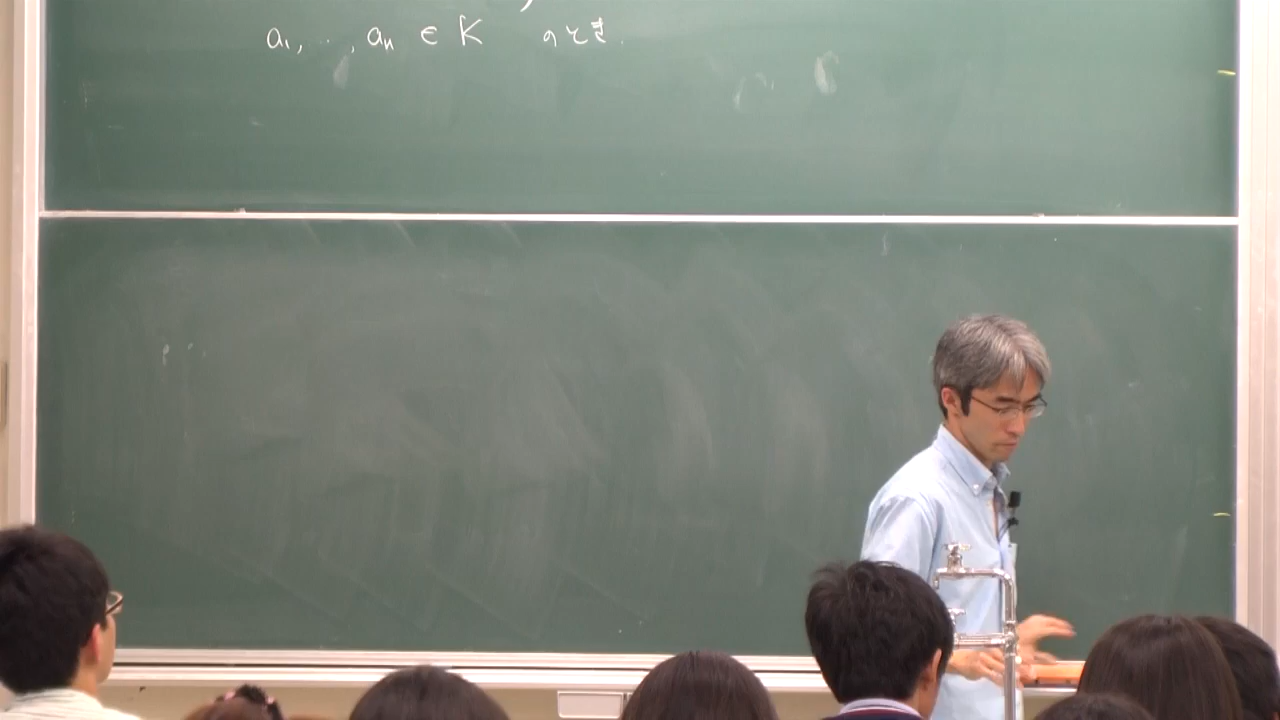 a₁, ‥, aₙ ∈ K のとき.